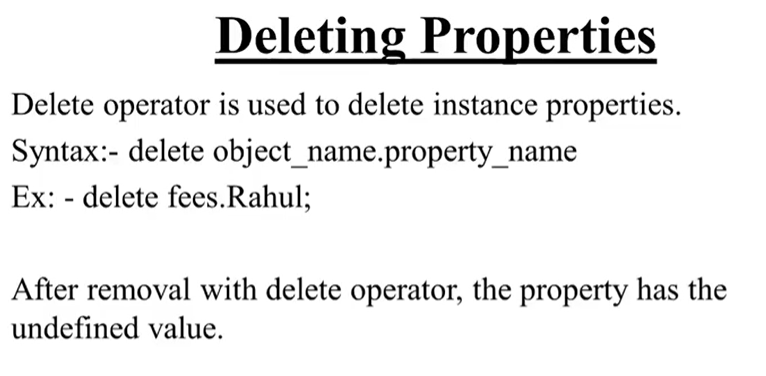 Deleting Properties
Delete operator is used to delete instance properties.
Syntax:- delete object_name.property_name
Ex: - delete fees.Rahul;
After removal with delete operator, the property has the
undefined value.